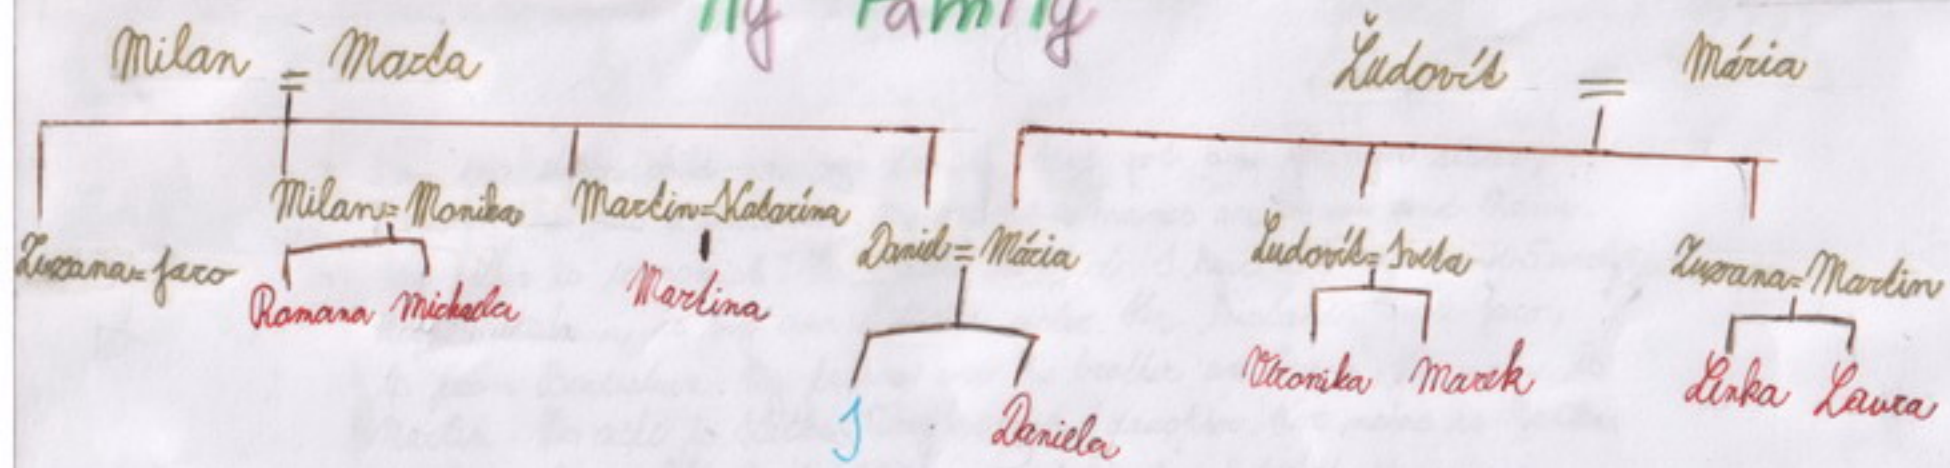 My Family
Milan = Marta
Ľudovít = Mária
Milan = Monika
Martin = Katarína
Zuzana = Jaro
Daniel = Mária
Ľudovít = Iveta
Zuzana = Martin
Romana Michaela
Martina
Veronika Marek
Linka Laura
I
Daniela